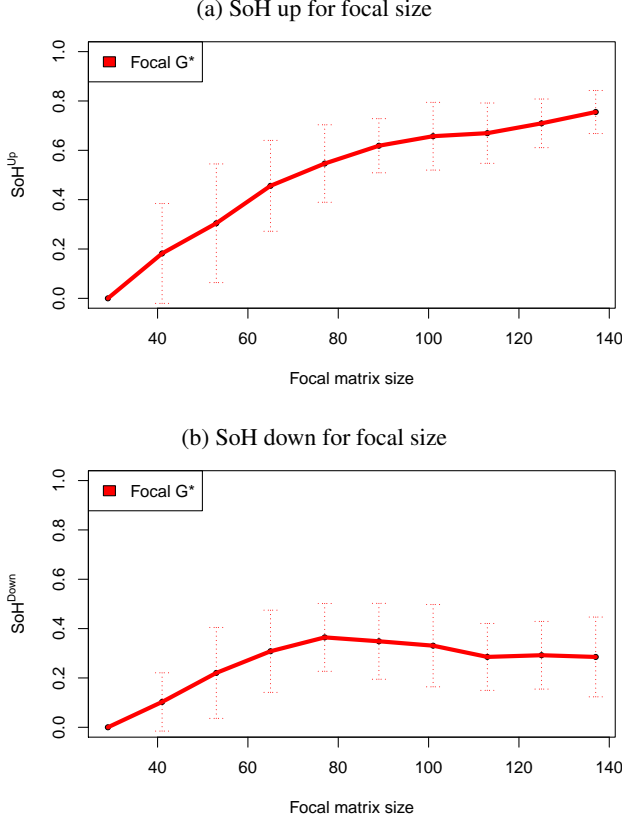 (a) SoH up for focal size
Focal G*
SoH^Up
1.0
0.8
0.6
0.4
0.2
0.0
40 60 80 100 120 140
Focal matrix size
(b) SoH down for focal size
Focal G*
SoH^Down
1.0
0.8
0.6
0.4
0.2
0.0
40 60 80 100 120 140
Focal matrix size